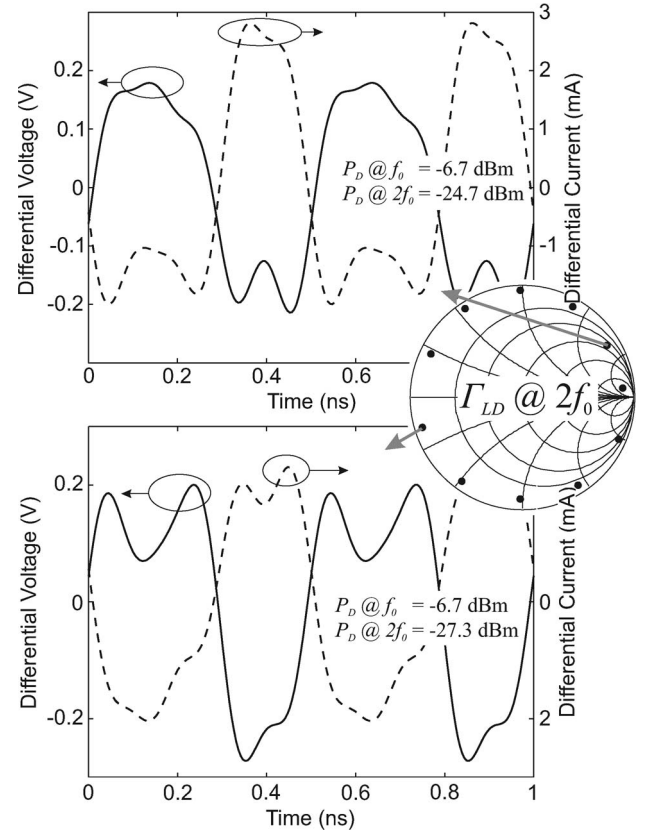 3
0.2
2
0.1
1
P_D @ f_0 = -6.7 dBm
P_D @ 2f_0 = -24.7 dBm
0
0
-0.1
-1
-0.2
Differential Voltage (V)
Differential Current (mA)
0
0.2
0.4
0.6
Time (ns)
Γ_LD @ 2f_0
0.2
0
0
P_D @ f_0 = -6.7 dBm
P_D @ 2f_0 = -27.3 dBm
-0.2
2
Differential Voltage (V)
Differential Current (mA)
0
0.2
0.4
0.6
0.8
1
Time (ns)